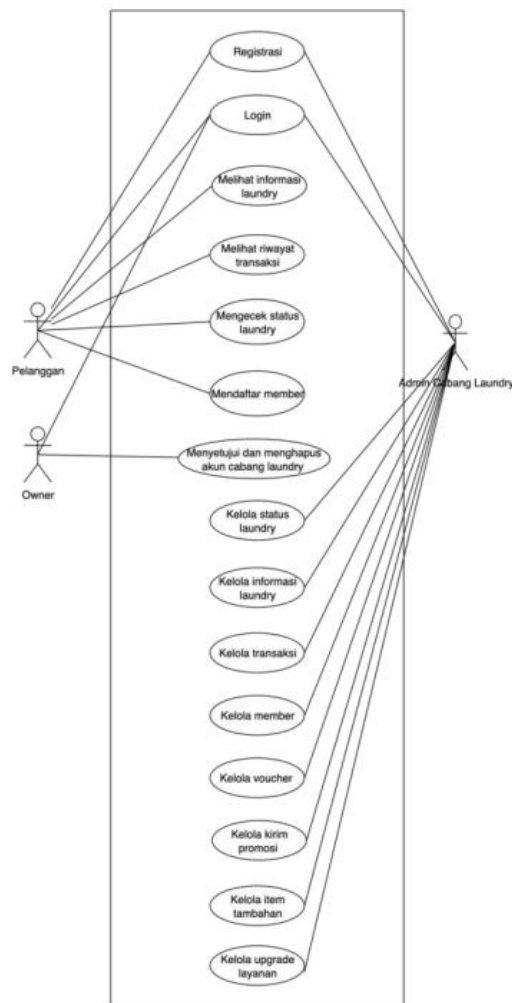 Registrasi
Login
Melihat informasi
laundry
Melihat riwayat
transaksi
Mengecek status
laundry
Pelanggan
Admin Cabang Laundry
Mendaftar member
Menyetujui dan menghapus
akun cabang laundry
Owner
Kelola status
laundry
Kelola informasi
laundry
Kelola transaksi
Kelola member
Kelola voucher
Kelola kirim
promosi
Kelola item
tambahan
Kelola upgrade
layanan